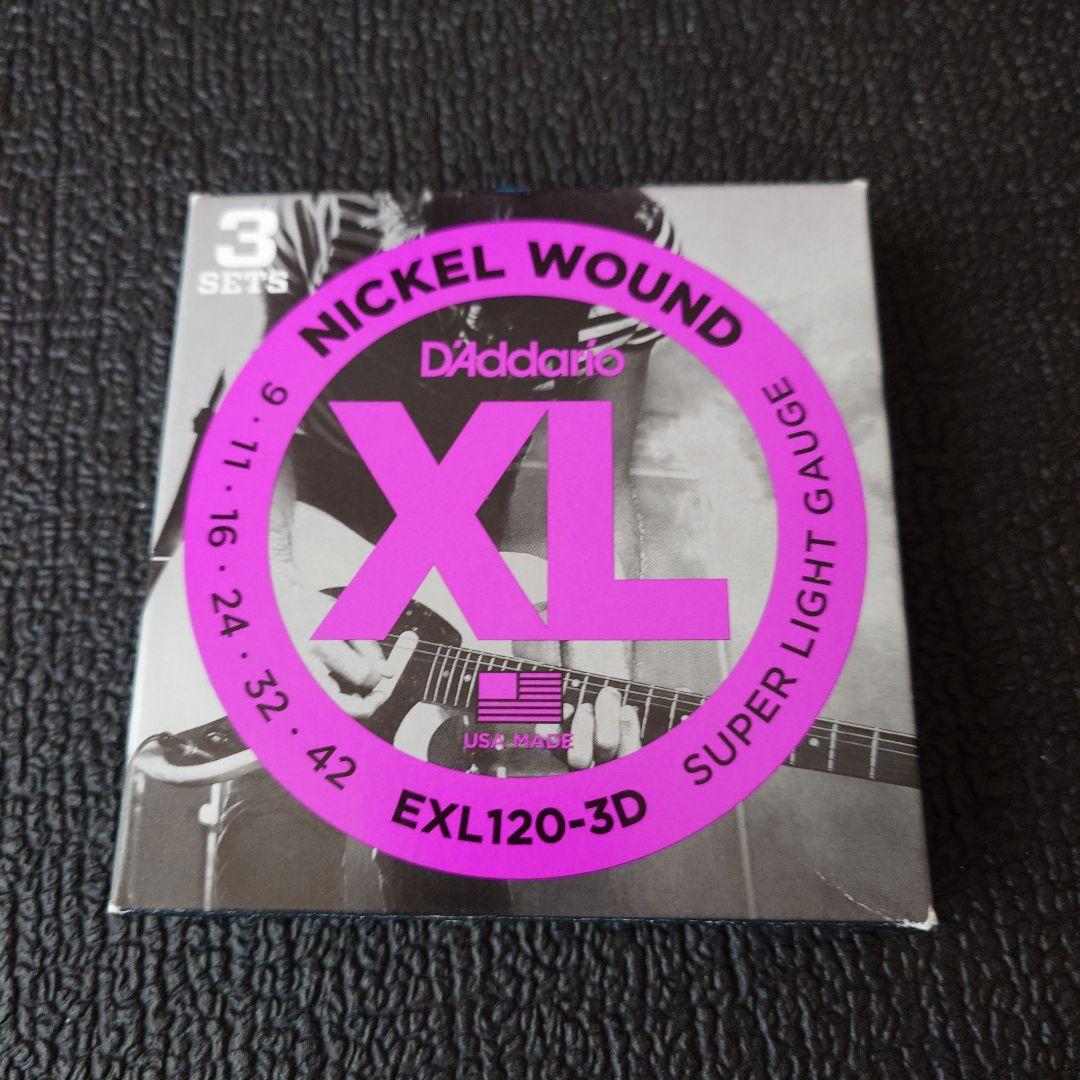 3
SETS
NICKEL WOUND
D'Addario
XL
9 · 11 · 16 · 24 · 32 · 42
SUPER LIGHT GAUGE
USA MADE
EXL120-3D